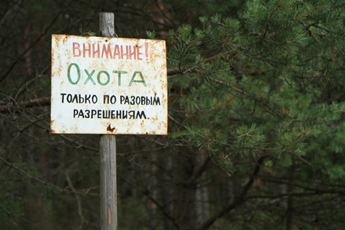 ВНИМАНИЕ!
ОХОТА
ТОЛЬКО ПО РАЗОВЫМ
РАЗРЕШЕНИЯМ.